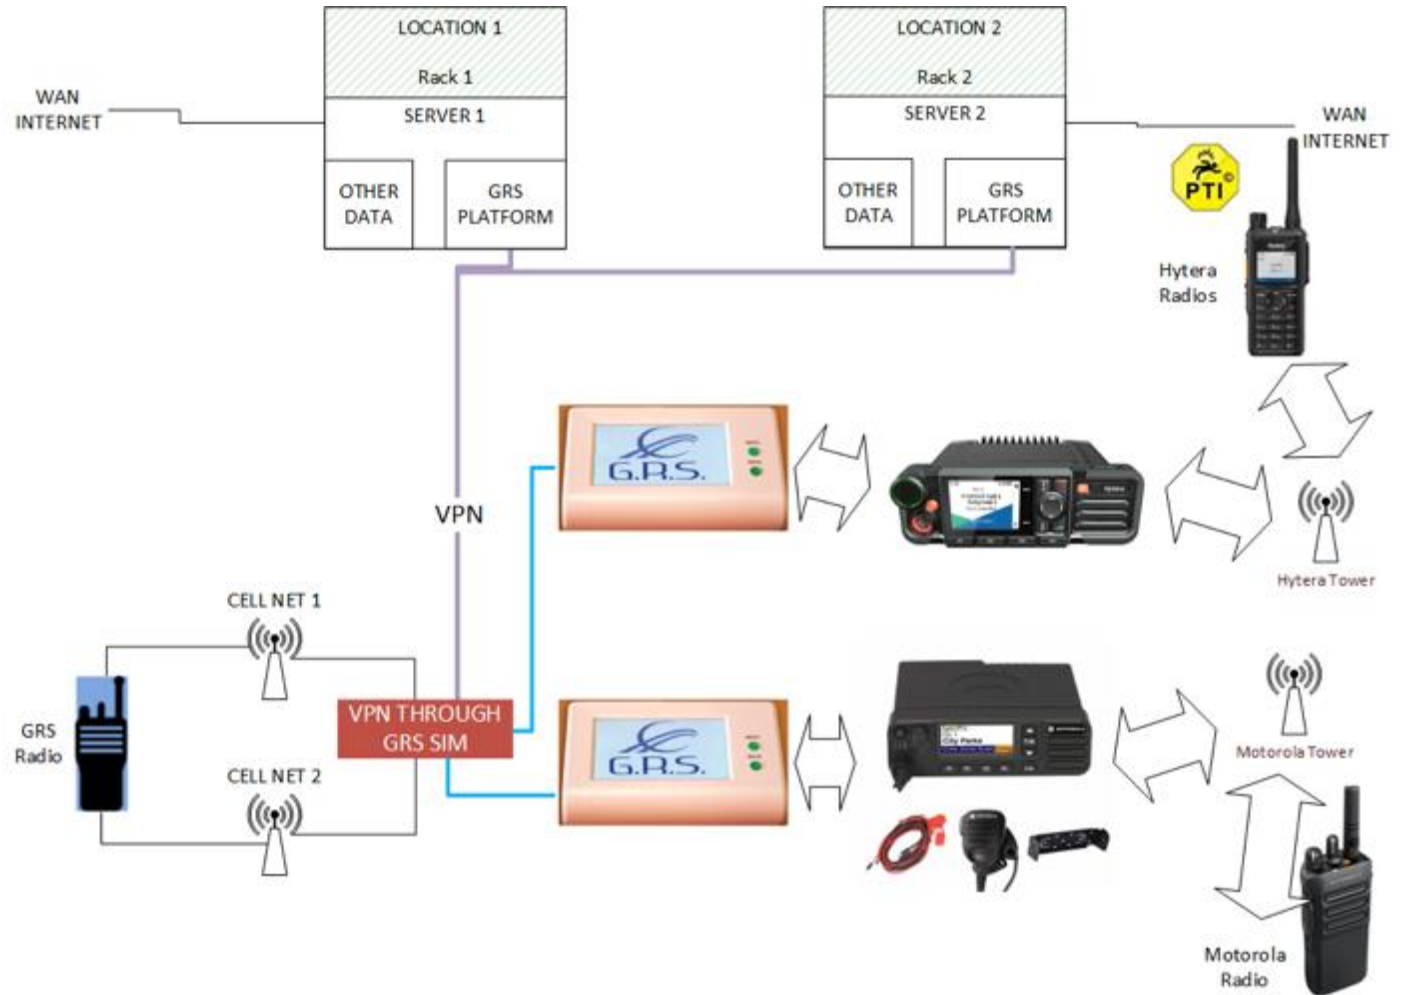 LOCATION 1
Rack 1
SERVER 1
OTHER
DATA
GRS
PLATFORM
WAN
INTERNET
LOCATION 2
Rack 2
SERVER 2
OTHER
DATA
GRS
PLATFORM
WAN
INTERNET
PTI
©
Hytera
Radios
G.R.S.
VPN
Hytera Tower
CELL NET 1
GRS
Radio
VPN THROUGH
GRS SIM
CELL NET 2
G.R.S.
City Parks
Motorola Tower
Motorola
Radio